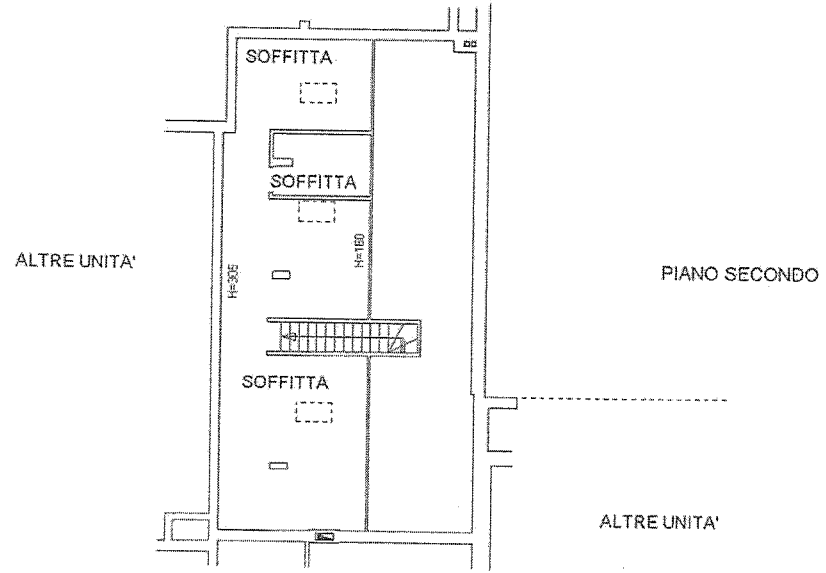 SOFFITTA
SOFFITTA
ALTRE UNITA'
H=305
H=160
PIANO SECONDO
SOFFITTA
ALTRE UNITA'